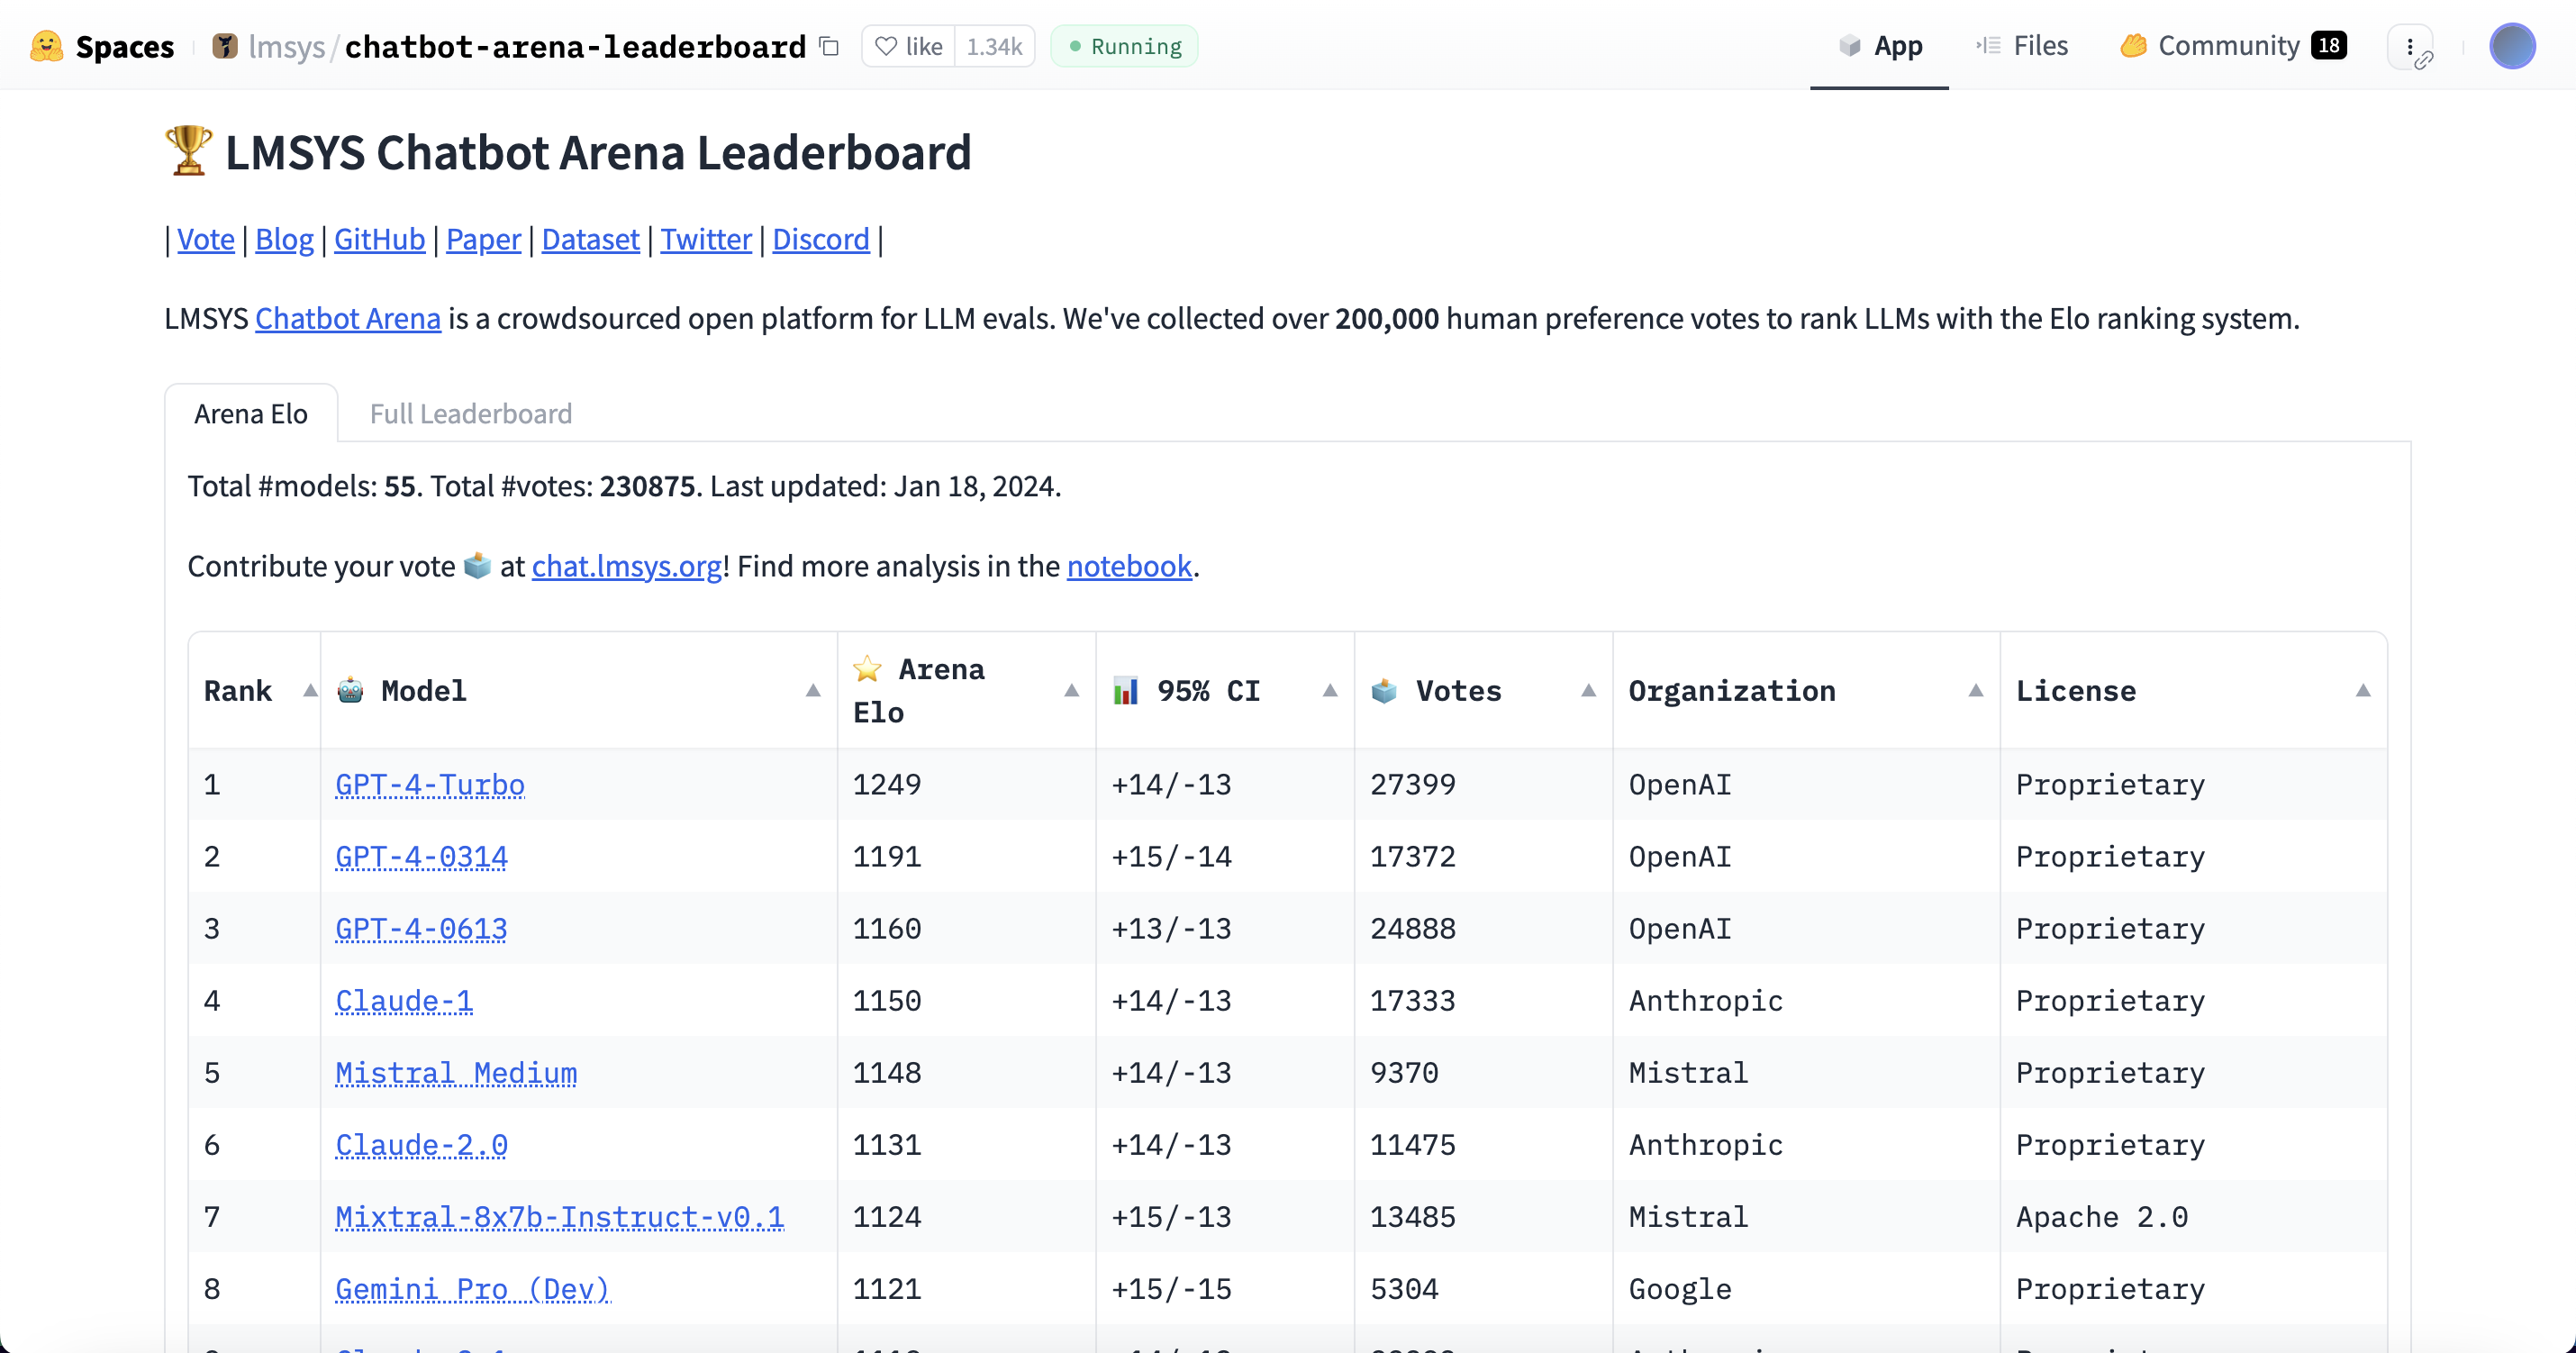 Spaces lmsys/chatbot-arena-leaderboard like 1.34k Running App Files Community 18
LMSYS Chatbot Arena Leaderboard
| Vote | Blog | GitHub | Paper | Dataset | Twitter | Discord |
LMSYS Chatbot Arena is a crowdsourced open platform for LLM evals. We've collected over 200,000 human preference votes to rank LLMs with the Elo ranking system.
Arena Elo Full Leaderboard
Total #models: 55. Total #votes: 230875. Last updated: Jan 18, 2024.
Contribute your vote at chat.lmsys.org! Find more analysis in the notebook.
Rank Model Arena Elo 95% CI Votes Organization License
1 GPT-4-Turbo 1249 +14/-13 27399 OpenAI Proprietary
2 GPT-4-0314 1191 +15/-14 17372 OpenAI Proprietary
3 GPT-4-0613 1160 +13/-13 24888 OpenAI Proprietary
4 Claude-1 1150 +14/-13 17333 Anthropic Proprietary
5 Mistral Medium 1148 +14/-13 9370 Mistral Proprietary
6 Claude-2.0 1131 +14/-13 11475 Anthropic Proprietary
7 Mixtral-8x7b-Instruct-v0.1 1124 +15/-13 13485 Mistral Apache 2.0
8 Gemini Pro (Dev) 1121 +15/-15 5304 Google Proprietary